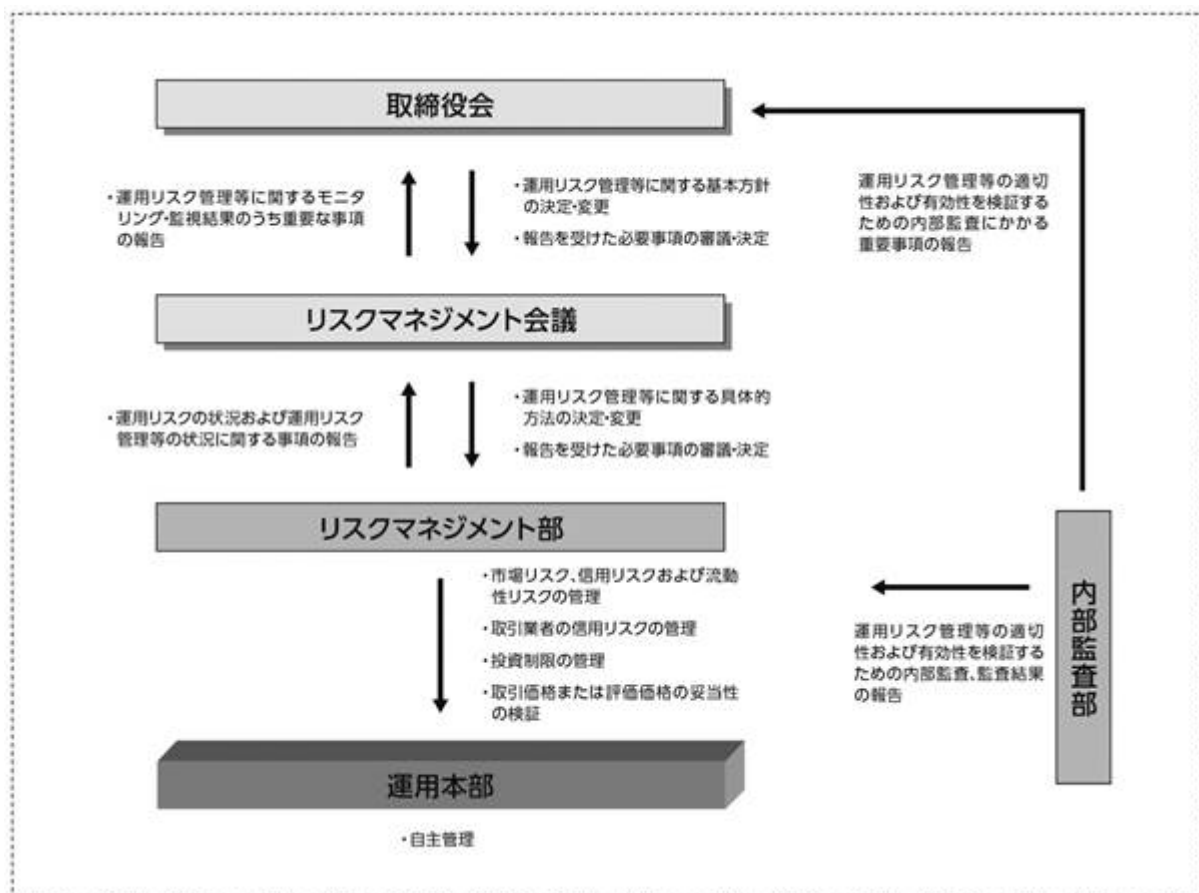 取締役会
・運用リスク管理等に関するモニタ
リング・監視結果のうち重要な事項
の報告
・運用リスク管理等に関する基本方針
の決定・変更
・報告を受けた必要事項の審議・決定
運用リスク管理等の適切
性および有効性を検証する
ための内部監査にかかる
重要事項の報告
リスクマネジメント会議
・運用リスクの状況および運用リスク
管理等の状況に関する事項の報告
・運用リスク管理等に関する具体的
方法の決定・変更
・報告を受けた必要事項の審議・決定
リスクマネジメント部
・市場リスク、信用リスクおよび流動
性リスクの管理
・取引業者の信用リスクの管理
・投資制限の管理
・取引価格または評価価格の妥当性
の検証
運用リスク管理等の適切
性および有効性を検証する
ための内部監査、監査結果
の報告
内部監査部
運用本部
・自主管理